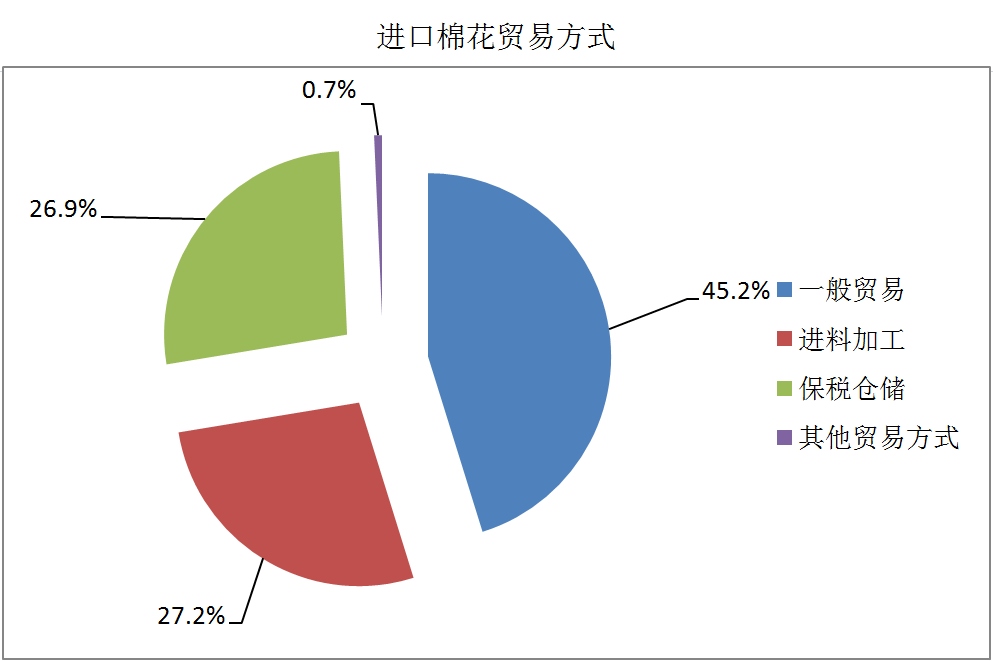 进口棉花贸易方式
0.7%
26.9%
45.2%
27.2%
一般贸易
进料加工
保税仓储
其他贸易方式